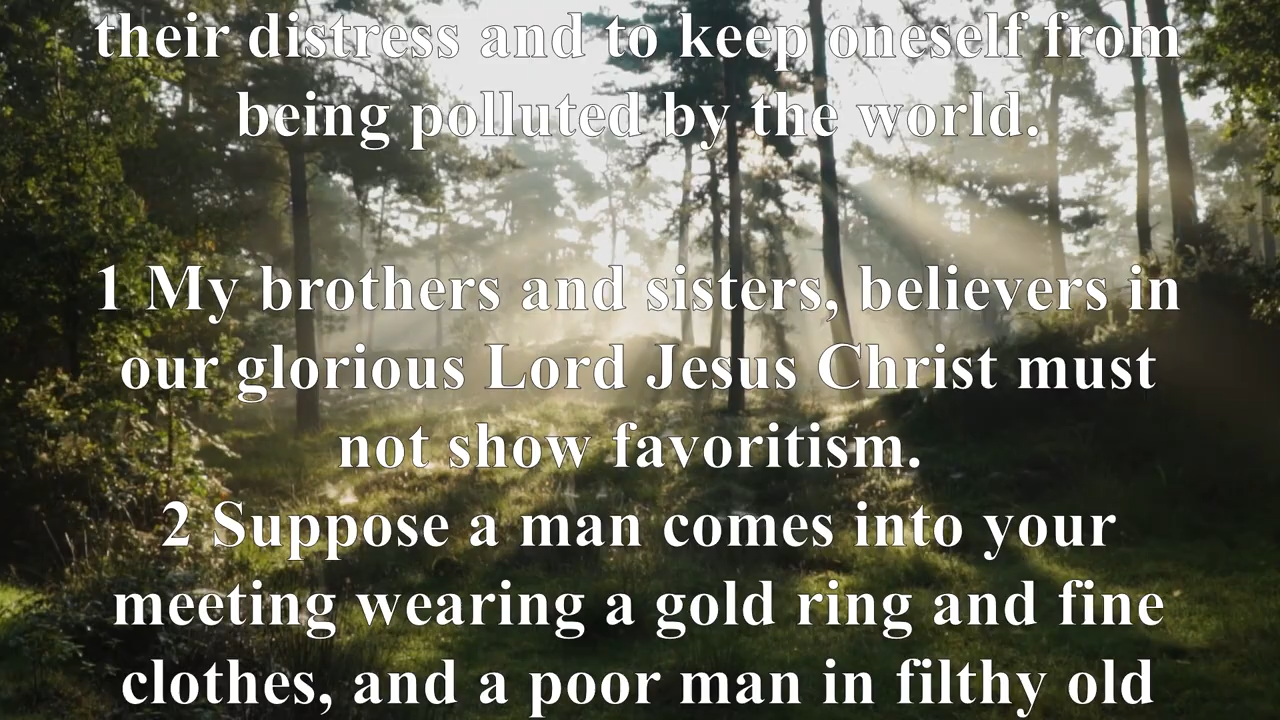 their distress and to keep oneself from
being polluted by the world.
1 My brothers and sisters, believers in
our glorious Lord Jesus Christ must
not show favoritism.
2 Suppose a man comes into your
meeting wearing a gold ring and fine
clothes, and a poor man in filthy old